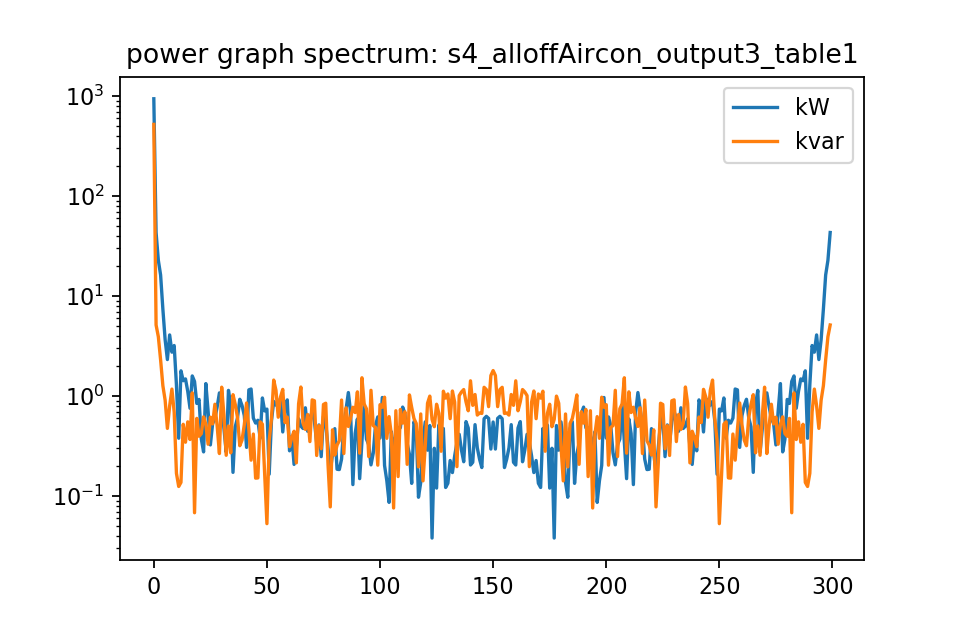 power graph spectrum: s4_alloffAircon_output3_table1
kW
kvar
10³
10²
10¹
10⁰
10⁻¹
0 50 100 150 200 250 300